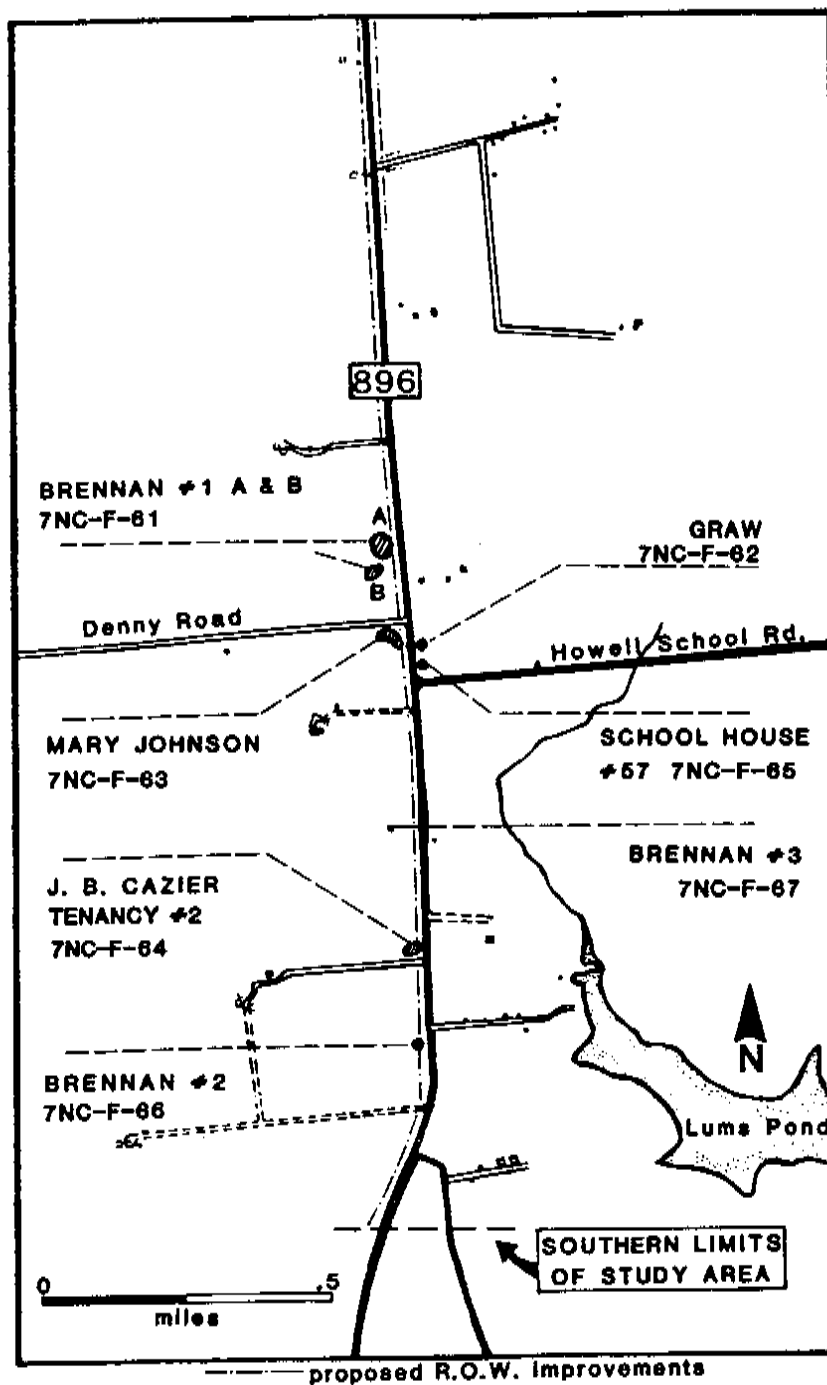 896
BRENNAN #1 A & B
7NC-F-61
A
B
GRAW
7NC-F-62
Denny Road
Howell School Rd.
MARY JOHNSON
7NC-F-63
SCHOOL HOUSE
#57 7NC-F-65
BRENNAN #3
7NC-F-67
J. B. CAZIER
TENANCY #2
7NC-F-64
N
BRENNAN #2
7NC-F-66
Lums Pond
SOUTHERN LIMITS
OF STUDY AREA
0 .5
miles
proposed R.O.W. improvements